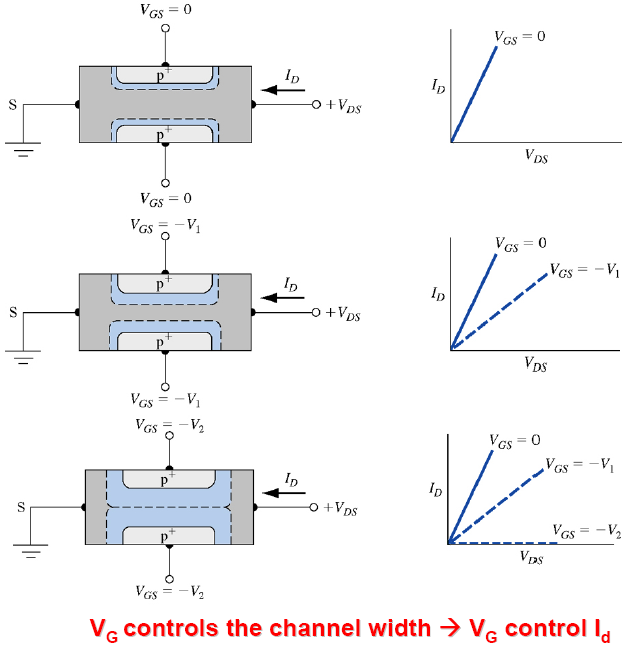 V_GS = 0
p+
I_D
S
+V_DS
p+
V_GS = 0
V_GS = 0
I_D
V_DS
V_GS = −V_1
p+
I_D
S
+V_DS
p+
V_GS = −V_1
V_GS = 0
V_GS = −V_1
I_D
V_DS
V_GS = −V_2
p+
I_D
S
+V_DS
p+
V_GS = −V_2
V_GS = 0
V_GS = −V_1
I_D
V_GS = −V_2
V_DS
V_G controls the channel width → V_G control I_d